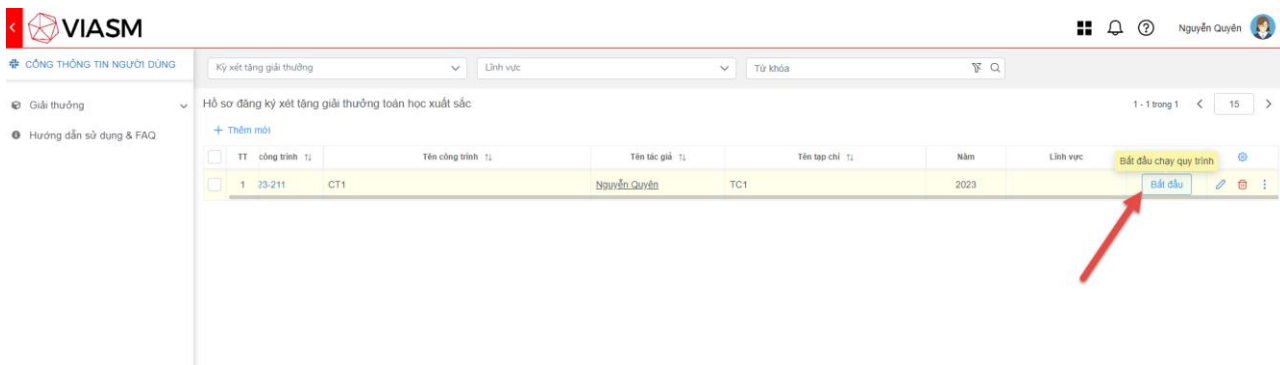 VIASM
Nguyễn Quyên
CỔNG THÔNG TIN NGƯỜI DÙNG
Kỳ xét tặng giải thưởng
Lĩnh vực
Từ khóa
Giải thưởng
Hồ sơ đăng ký xét tặng giải thưởng toán học xuất sắc
1 - 1 trong 1
15
Hướng dẫn sử dụng & FAQ
+ Thêm mới
TT công trình Tên công trình Tên tác giả Tên tạp chí Năm Lĩnh vực
Bắt đầu chạy quy trình
1 23-211 CT1 Nguyễn Quyên TC1 2023 Bắt đầu